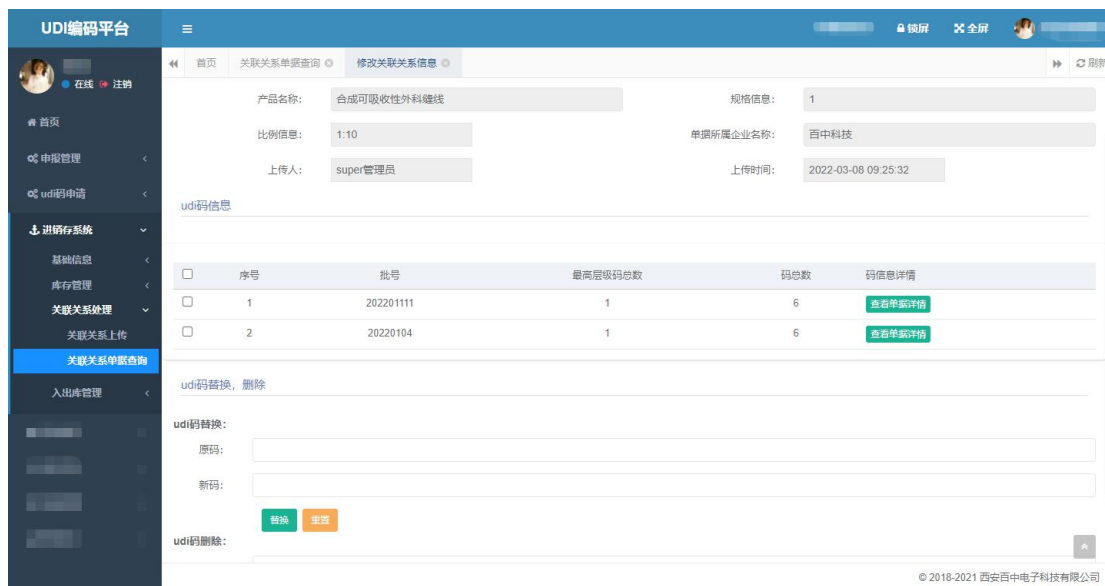 UDI编码平台
锁屏 全屏
在线 注销
首页 关联关系单据查询 修改关联关系信息 刷新
首页
申报管理
udi码申请
进销存系统
基础信息
库存管理
关联关系处理
关联关系上传
关联关系单据查询
入出库管理
产品名称: 合成可吸收性外科缝线 规格信息: 1
比例信息: 1:10 单据所属企业名称: 百中科技
上传人: super管理员 上传时间: 2022-03-08 09:25:32
udi码信息
序号 批号 最高层级码总数 码总数 码信息详情
1 202201111 1 6 查看单据详情
2 20220104 1 6 查看单据详情
udi码替换, 删除
udi码替换:
原码:
新码:
替换 重置
udi码删除:
© 2018-2021 西安百中电子科技有限公司